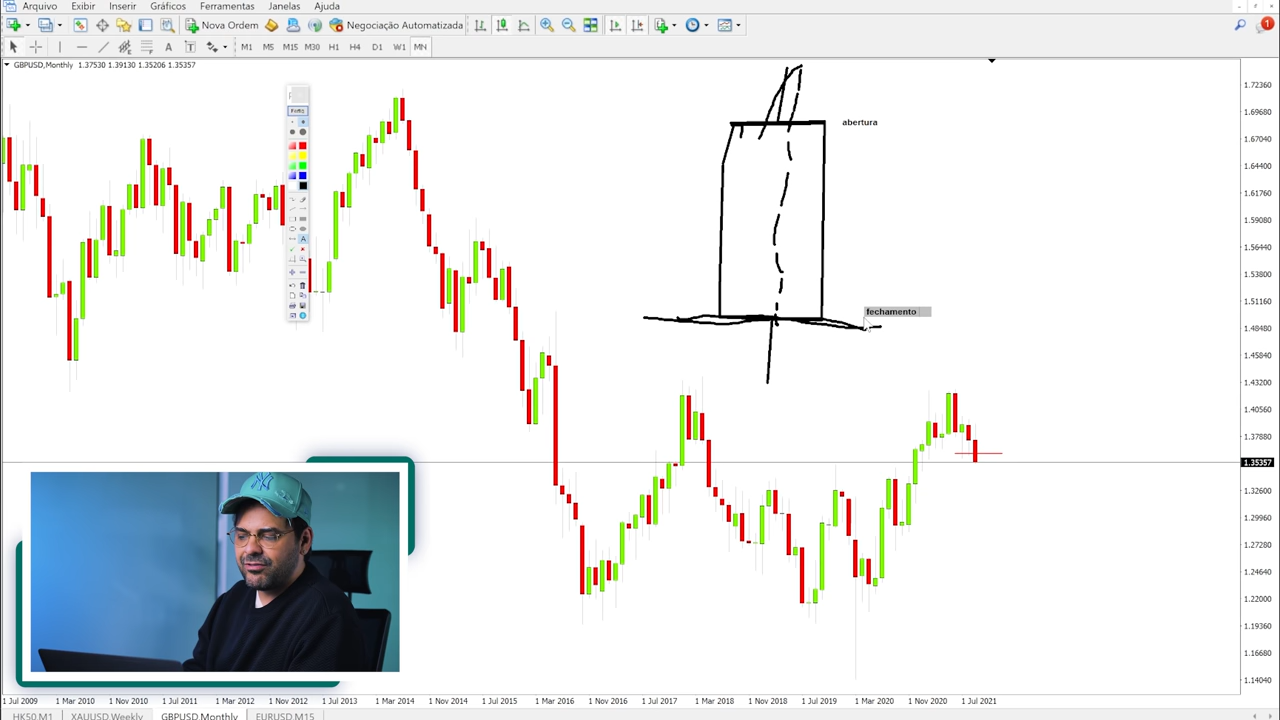 Arquivo Exibir Inserir Gráficos Ferramentas Janelas Ajuda
Nova Ordem Negociação Automatizada
A T M1 M5 M15 M30 H1 H4 D1 W1 MN
GBPUSD,Monthly 1.37530 1.39130 1.35206 1.35357
abertura
fechamento
1.72360
1.69680
1.67040
1.64400
1.61760
1.59080
1.56440
1.53800
1.51160
1.48480
1.45840
1.43200
1.40560
1.37880
1.35357
1.32600
1.29960
1.27280
1.24640
1.22000
1.19360
1.16680
1.14040
1 Jul 2009 1 Mar 2010 1 Nov 2010 1 Jul 2011 1 Mar 2012 1 Nov 2012 1 Jul 2013 1 Mar 2014 1 Nov 2014 1 Jul 2015 1 Mar 2016 1 Nov 2016 1 Jul 2017 1 Mar 2018 1 Nov 2018 1 Jul 2019 1 Mar 2020 1 Nov 2020 1 Jul 2021
HK50,M1 XAUUSD,Weekly GBPUSD,Monthly EURUSD,M15